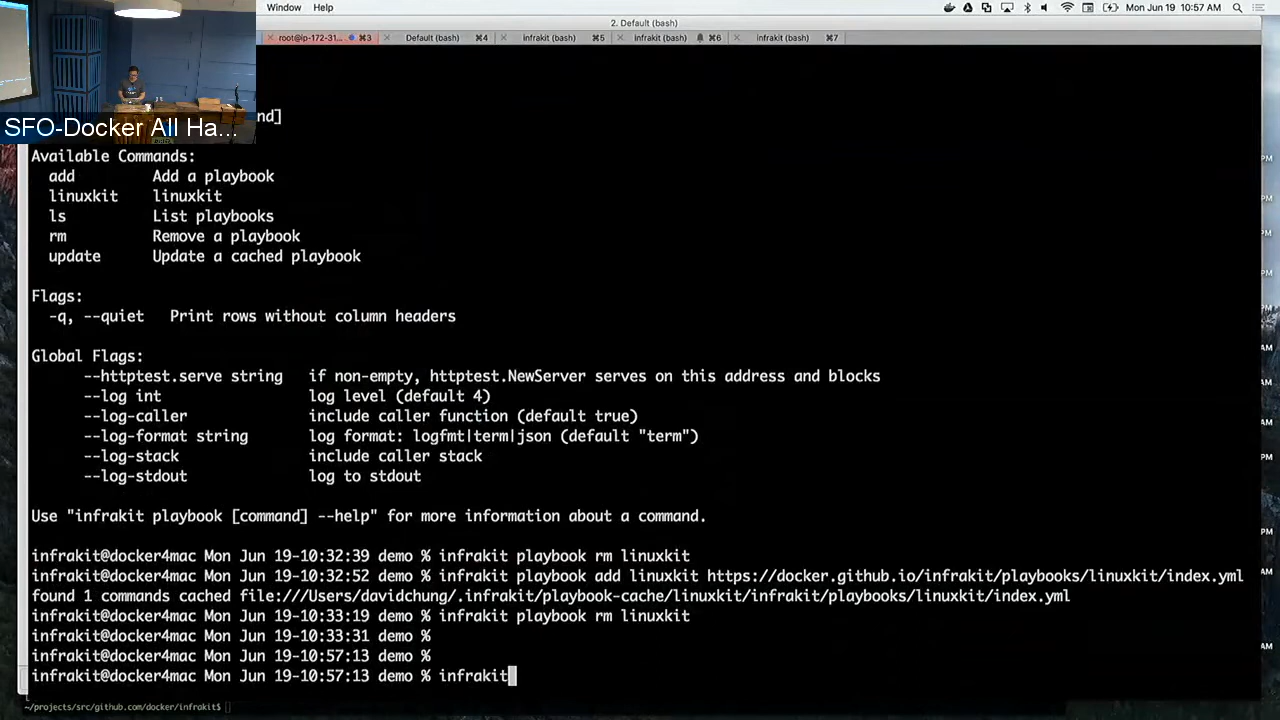 Window Help
Mon Jun 19 10:57 AM
2. Default (bash)
root@ip-172-31... ⌘3
Default (bash) ⌘4
infrakit (bash) ⌘5
infrakit (bash) ⌘6
infrakit (bash) ⌘7
SFO-Docker All Ha...
nd]
Available Commands:
add Add a playbook
linuxkit linuxkit
ls List playbooks
rm Remove a playbook
update Update a cached playbook
Flags:
-q, --quiet Print rows without column headers
Global Flags:
--httptest.serve string if non-empty, httptest.NewServer serves on this address and blocks
--log int log level (default 4)
--log-caller include caller function (default true)
--log-format string log format: logfmt|term|json (default "term")
--log-stack include caller stack
--log-stdout log to stdout
Use "infrakit playbook [command] --help" for more information about a command.
infrakit@docker4mac Mon Jun 19-10:32:39 demo % infrakit playbook rm linuxkit
infrakit@docker4mac Mon Jun 19-10:32:52 demo % infrakit playbook add linuxkit https://docker.github.io/infrakit/playbooks/linuxkit/index.yml
found 1 commands cached file:///Users/davidchung/.infrakit/playbook-cache/linuxkit/infrakit/playbooks/linuxkit/index.yml
infrakit@docker4mac Mon Jun 19-10:33:19 demo % infrakit playbook rm linuxkit
infrakit@docker4mac Mon Jun 19-10:33:31 demo %
infrakit@docker4mac Mon Jun 19-10:57:13 demo %
infrakit@docker4mac Mon Jun 19-10:57:13 demo % infrakit
~/projects/src/github.com/docker/infrakit$